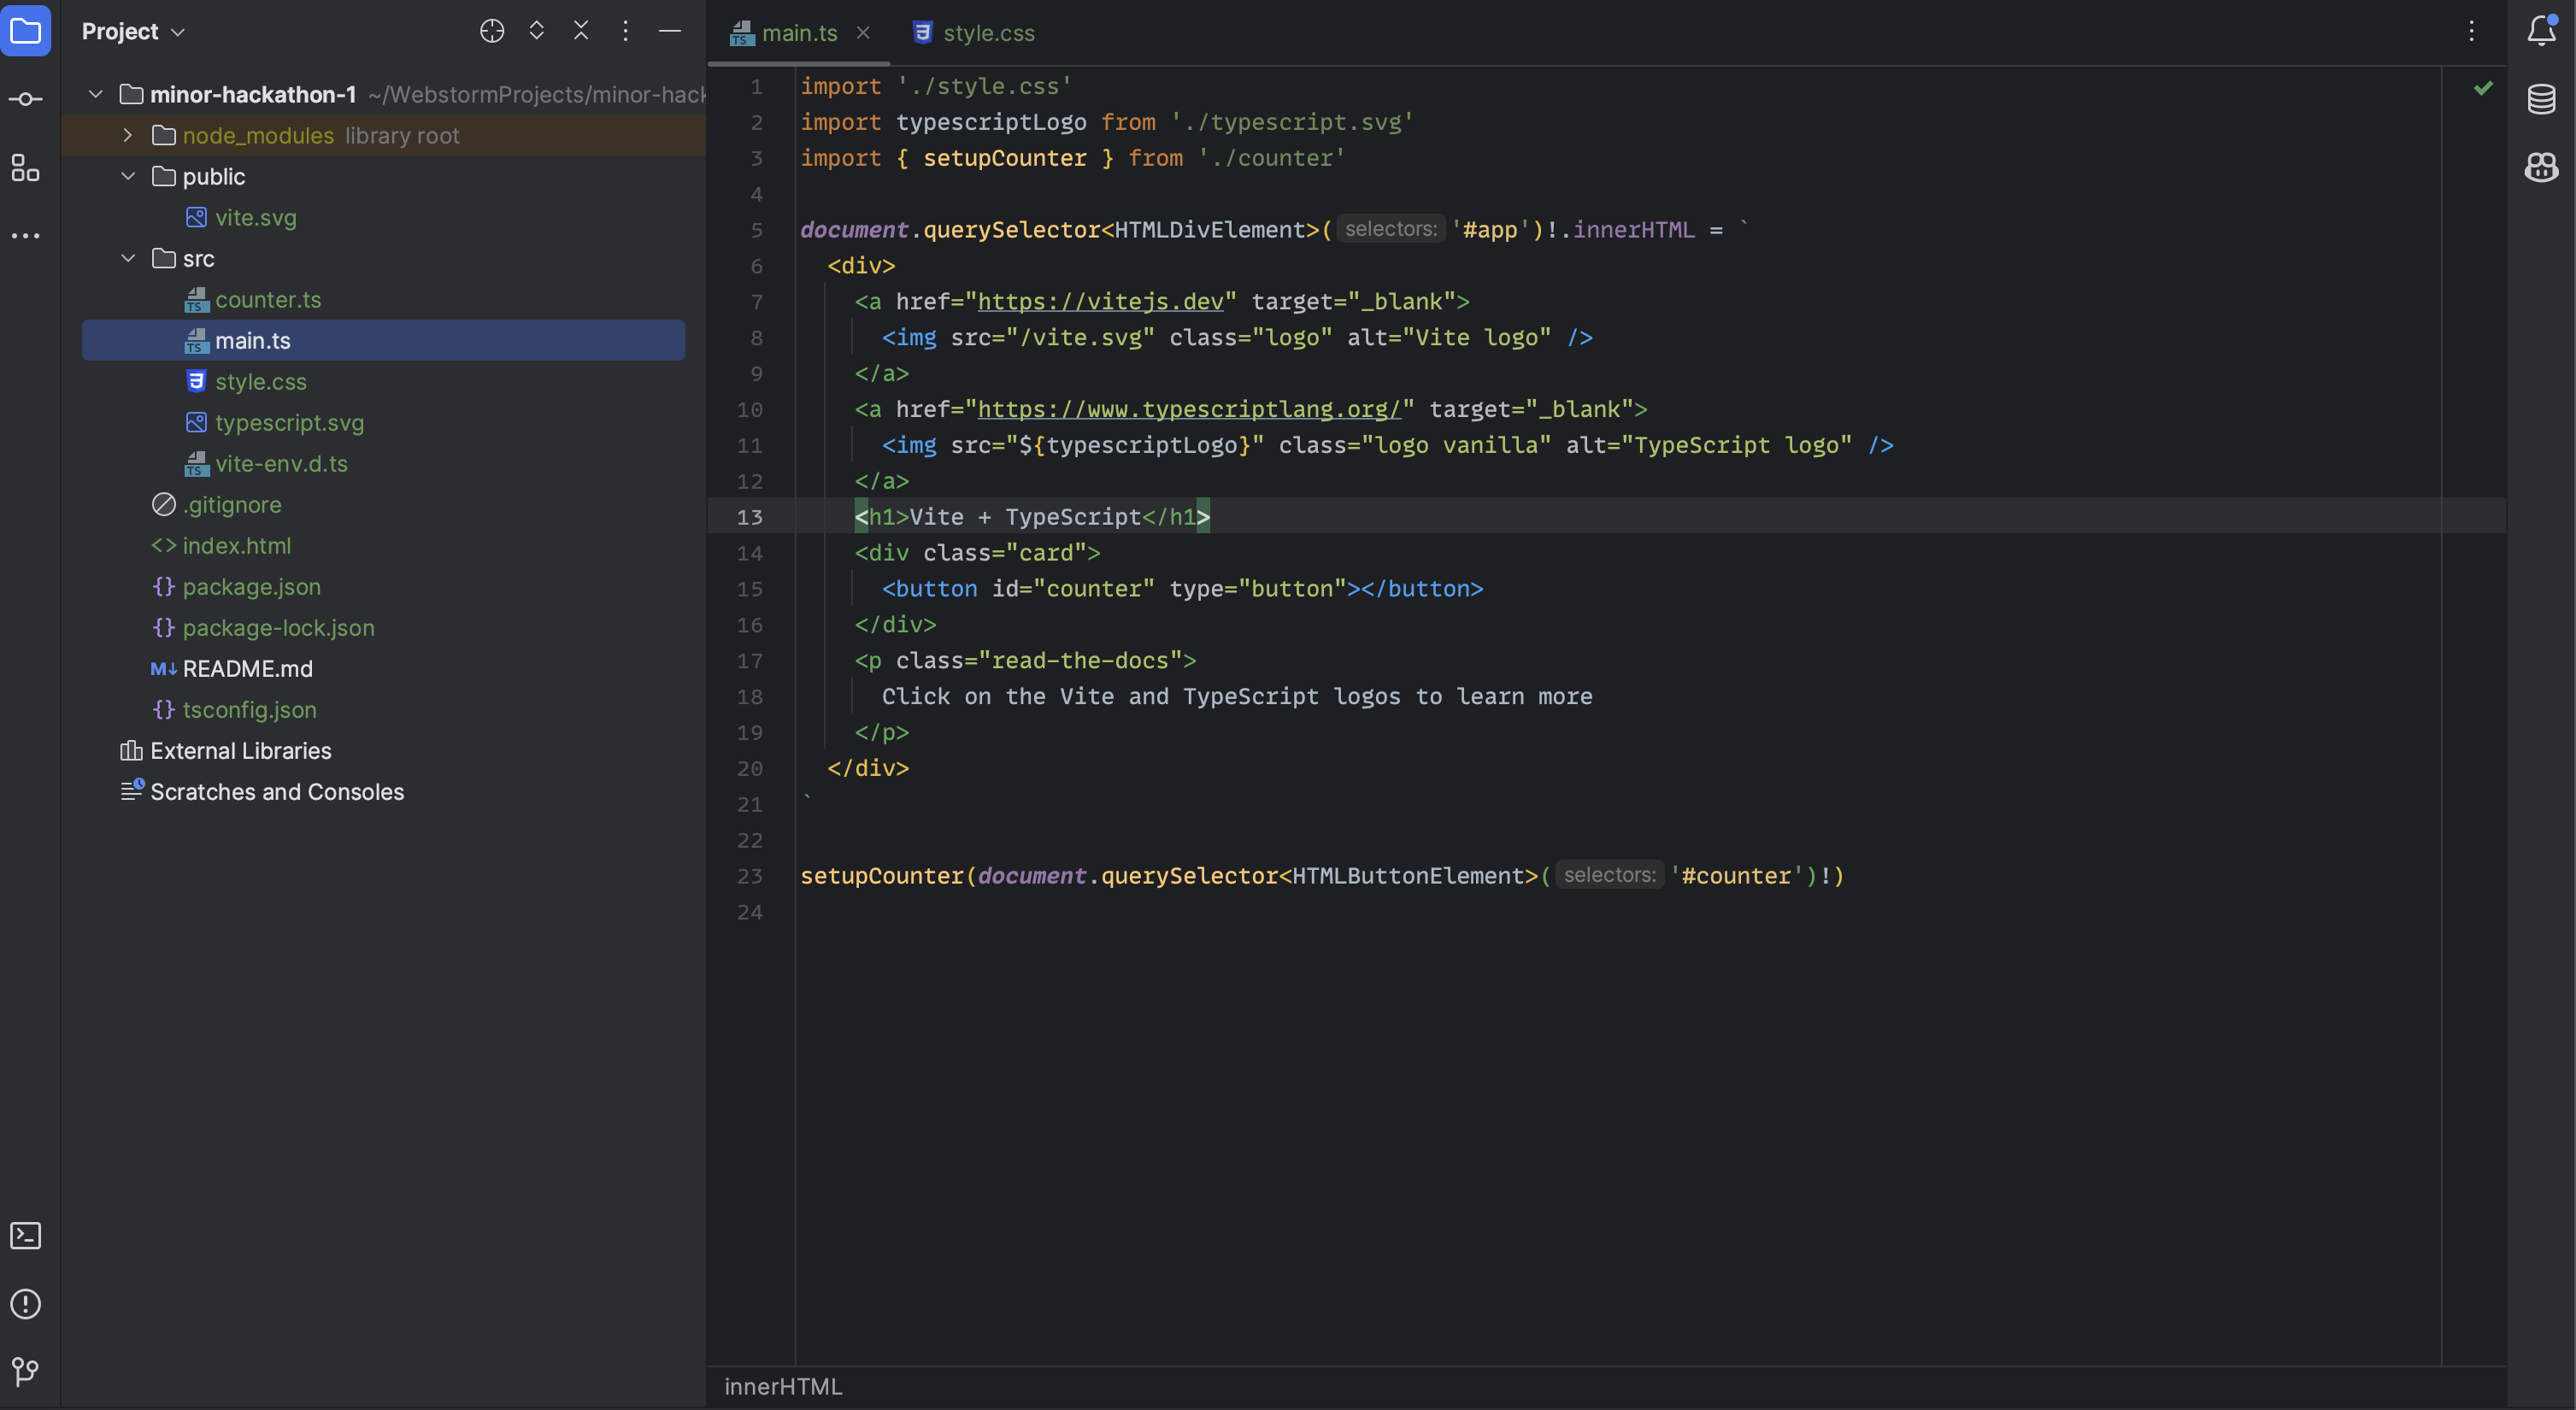 Project
minor-hackathon-1 ~/WebstormProjects/minor-hack
node_modules library root
public
vite.svg
src
TS counter.ts
TS main.ts
style.css
typescript.svg
TS vite-env.d.ts
.gitignore
<> index.html
{} package.json
{} package-lock.json
M↓ README.md
{} tsconfig.json
External Libraries
Scratches and Consoles
TS main.ts
style.css
1 import './style.css'
2 import typescriptLogo from './typescript.svg'
3 import { setupCounter } from './counter'
4
5 document.querySelector<HTMLDivElement>( selectors: '#app')!.innerHTML = `
6 <div>
7 <a href="https://vitejs.dev" target="_blank">
8 <img src="/vite.svg" class="logo" alt="Vite logo" />
9 </a>
10 <a href="https://www.typescriptlang.org/" target="_blank">
11 <img src="${typescriptLogo}" class="logo vanilla" alt="TypeScript logo" />
12 </a>
13 <h1>Vite + TypeScript</h1>
14 <div class="card">
15 <button id="counter" type="button"></button>
16 </div>
17 <p class="read-the-docs">
18 Click on the Vite and TypeScript logos to learn more
19 </p>
20 </div>
21 `
22
23 setupCounter(document.querySelector<HTMLButtonElement>( selectors: '#counter')!)
24
innerHTML